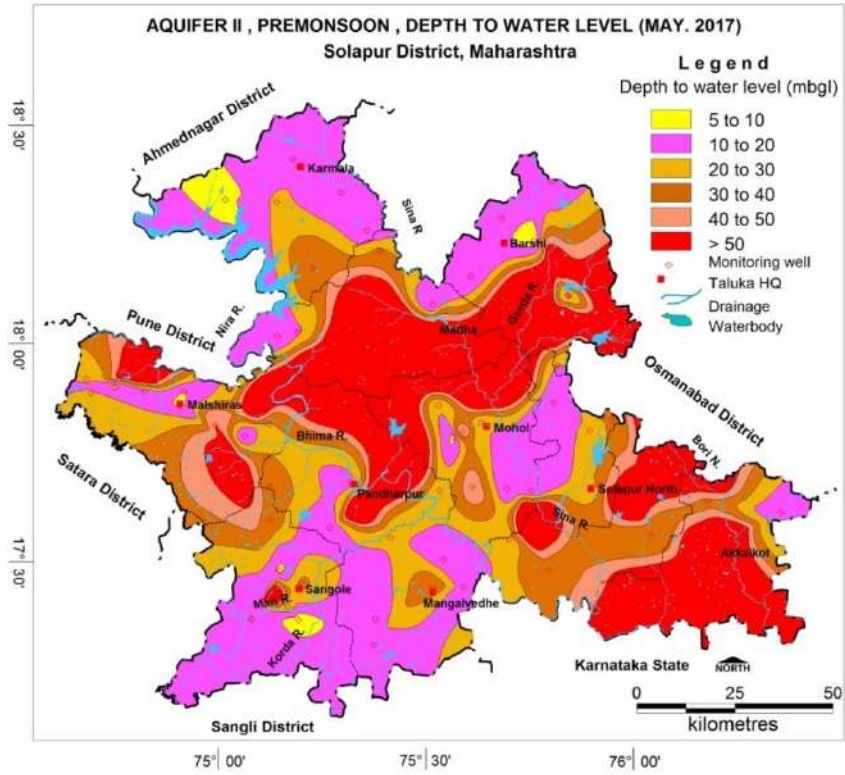 AQUIFER II , PREMONSOON , DEPTH TO WATER LEVEL (MAY. 2017)
Solapur District, Maharashtra
Legend
Depth to water level (mbgl)
5 to 10
10 to 20
20 to 30
30 to 40
40 to 50
> 50
Monitoring well
Taluka HQ
Drainage
Waterbody
18° 30'
18° 00'
17° 30'
Ahmednagar District
Karmala
Sina R.
Barshi
Gorda R.
Nira R.
Madha
Pune District
Osmanabad District
Malshiras
Bhima R.
Mohol
Bori N.
Satara District
Pandharpur
Solapur North
Sina R.
Akkalkot
Sangole
Man R.
Mangalvedhe
Korda R.
Karnataka State
NORTH
Sangli District
0 25 50
kilometres
75° 00'
75° 30'
76° 00'